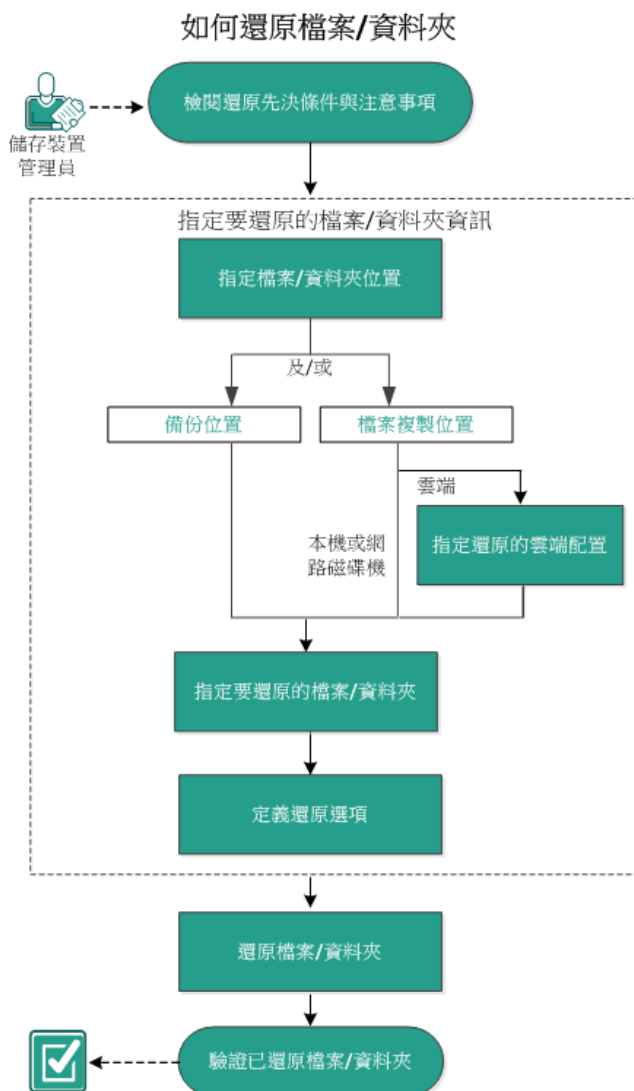 如何還原檔案/資料夾
檢閱還原先決條件與注意事項
儲存裝置
管理員
指定要還原的檔案/資料夾資訊
指定檔案/資料夾位置
及/或
備份位置
檔案複製位置
雲端
本機或網
路磁碟機
指定還原的雲端配置
指定要還原的檔案/資料夾
定義還原選項
還原檔案/資料夾
驗證已還原檔案/資料夾